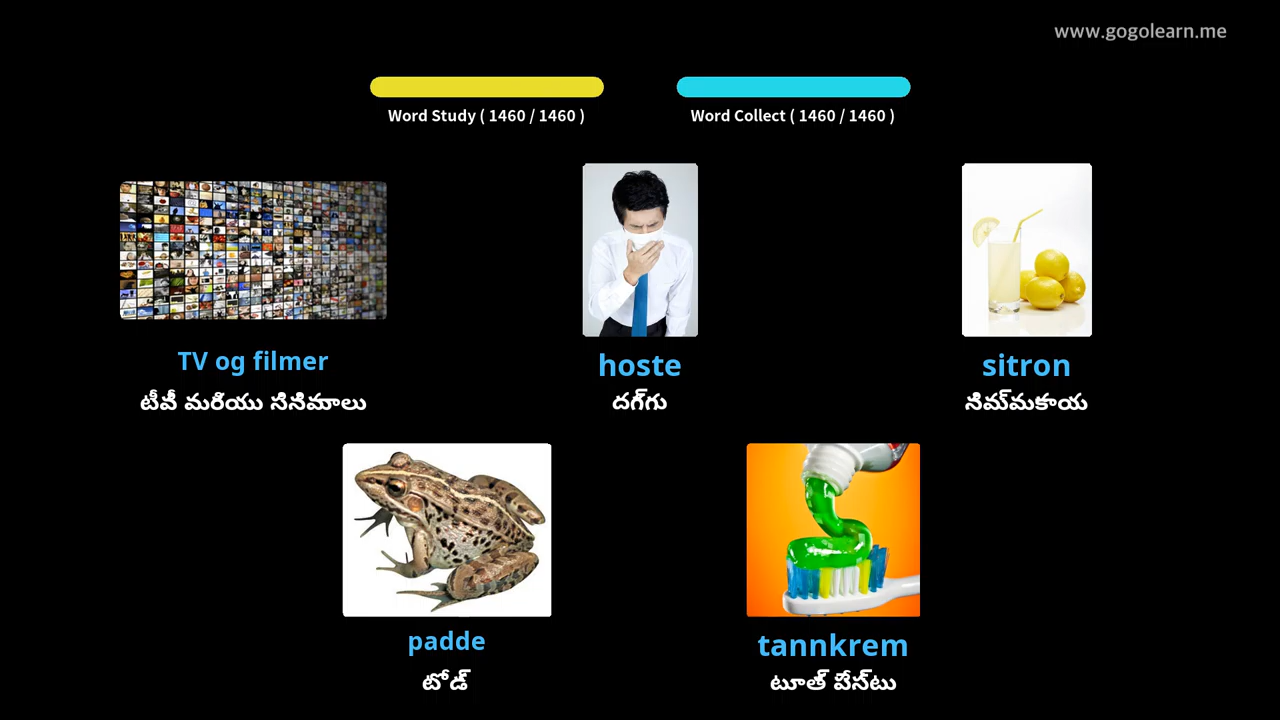 www.gogolearn.me
Word Study ( 1460 / 1460 )
Word Collect ( 1460 / 1460 )
TV og filmer
టీవీ మరియు సినిమాలు
hoste
దగ్‌గు
sitron
నిమ్‌మకాయ
padde
టోడ్
tannkrem
టూత్ పేస్‌టు